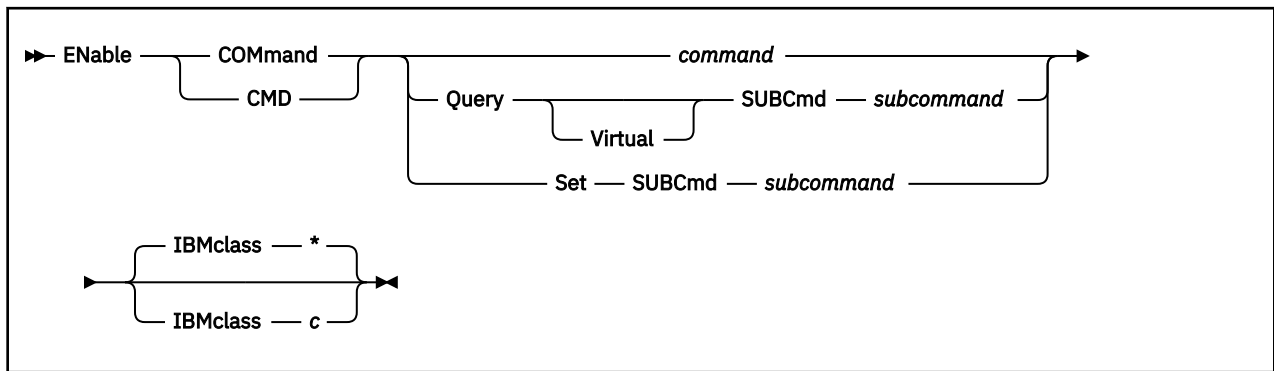 ENable COMmand command
CMD Query SUBCmd subcommand
Virtual
Set SUBCmd subcommand
IBMclass *
IBMclass c